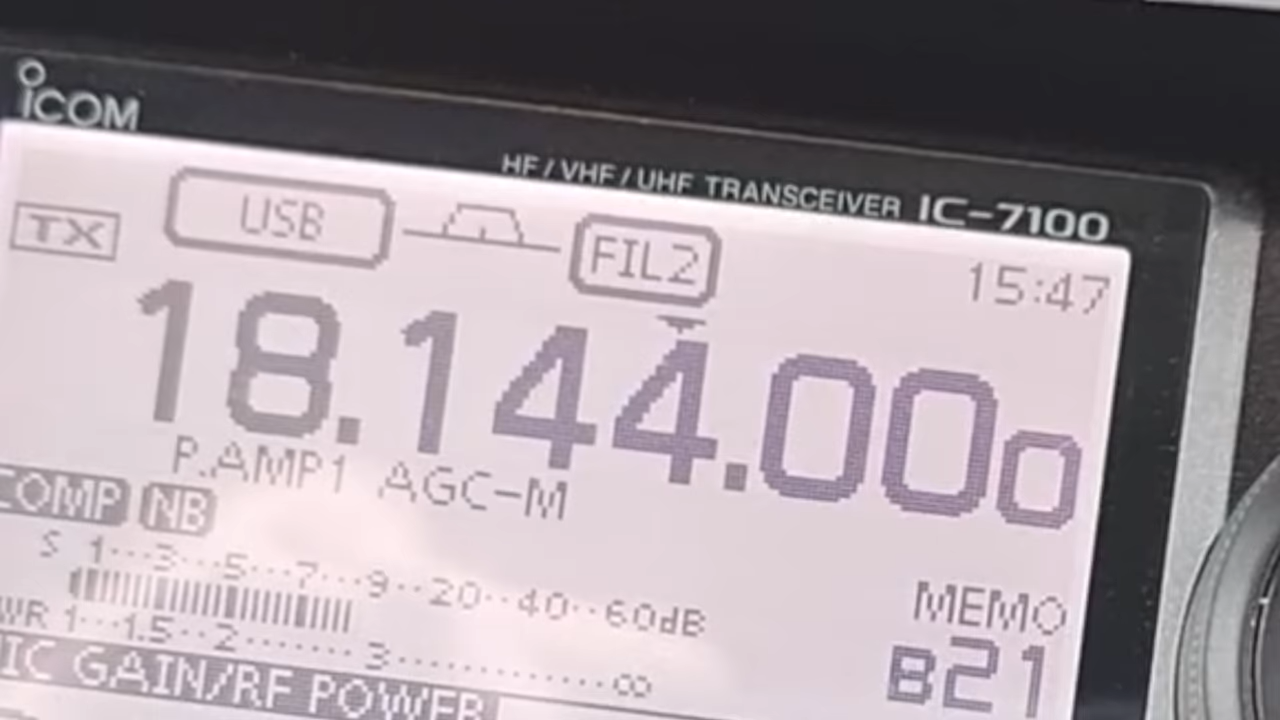 ICOM
HF / VHF / UHF TRANSCEIVER IC-7100
TX USB FIL2 15:47
18.144.000
P.AMP1 AGC-M
COMP NB
S 1···3···5···7···9··20··40··60dB
MEMO
WR 1···1.5··2·······3···············∞
B21
IC GAIN/RF POWER